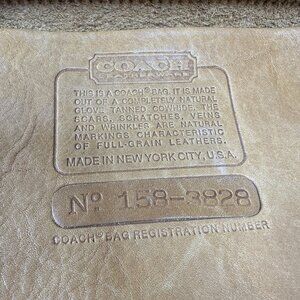 COACH
LEATHERWARE
THIS IS A COACH® BAG. IT IS MADE
OUT OF A COMPLETELY NATURAL
GLOVE TANNED COWHIDE. THE
SCARS, SCRATCHES, VEINS
AND WRINKLES ARE NATURAL
MARKINGS CHARACTERISTIC
OF FULL-GRAIN LEATHERS.
MADE IN NEW YORK CITY, U.S.A.
Nº 158-3828
COACH® BAG REGISTRATION NUMBER